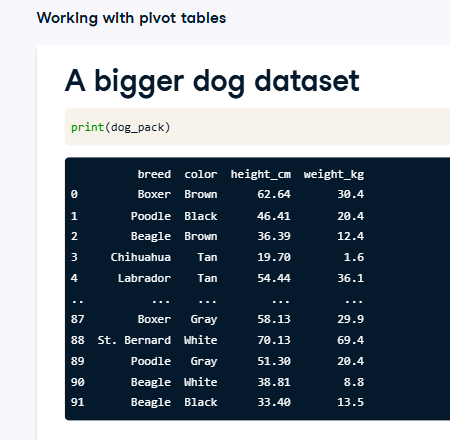 Working with pivot tables
A bigger dog dataset
print(dog_pack)
breed color height_cm weight_kg
0 Boxer Brown 62.64 30.4
1 Poodle Black 46.41 20.4
2 Beagle Brown 36.39 12.4
3 Chihuahua Tan 19.70 1.6
4 Labrador Tan 54.44 36.1
.. ... ... ... ...
87 Boxer Gray 58.13 29.9
88 St. Bernard White 70.13 69.4
89 Poodle Gray 51.30 20.4
90 Beagle White 38.81 8.8
91 Beagle Black 33.40 13.5